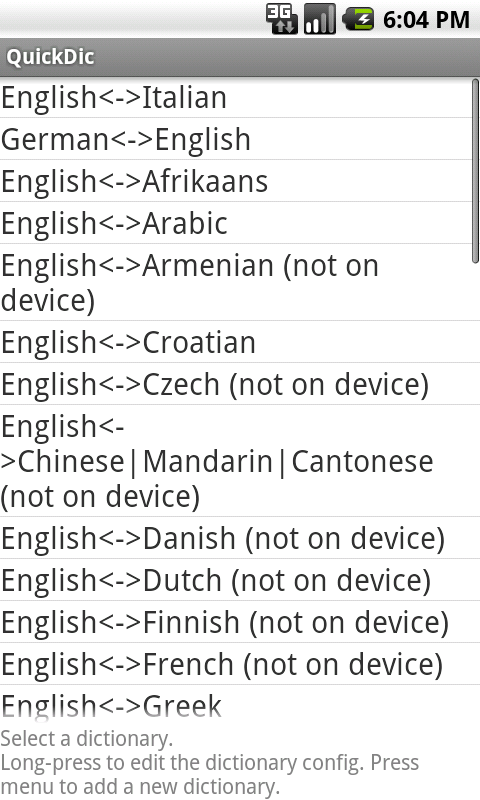 3G
6:04 PM
QuickDic
English<->Italian
German<->English
English<->Afrikaans
English<->Arabic
English<->Armenian (not on
device)
English<->Croatian
English<->Czech (not on device)
English<-
>Chinese|Mandarin|Cantonese
(not on device)
English<->Danish (not on device)
English<->Dutch (not on device)
English<->Finnish (not on device)
English<->French (not on device)
English<->Greek
Select a dictionary.
Long-press to edit the dictionary config. Press
menu to add a new dictionary.